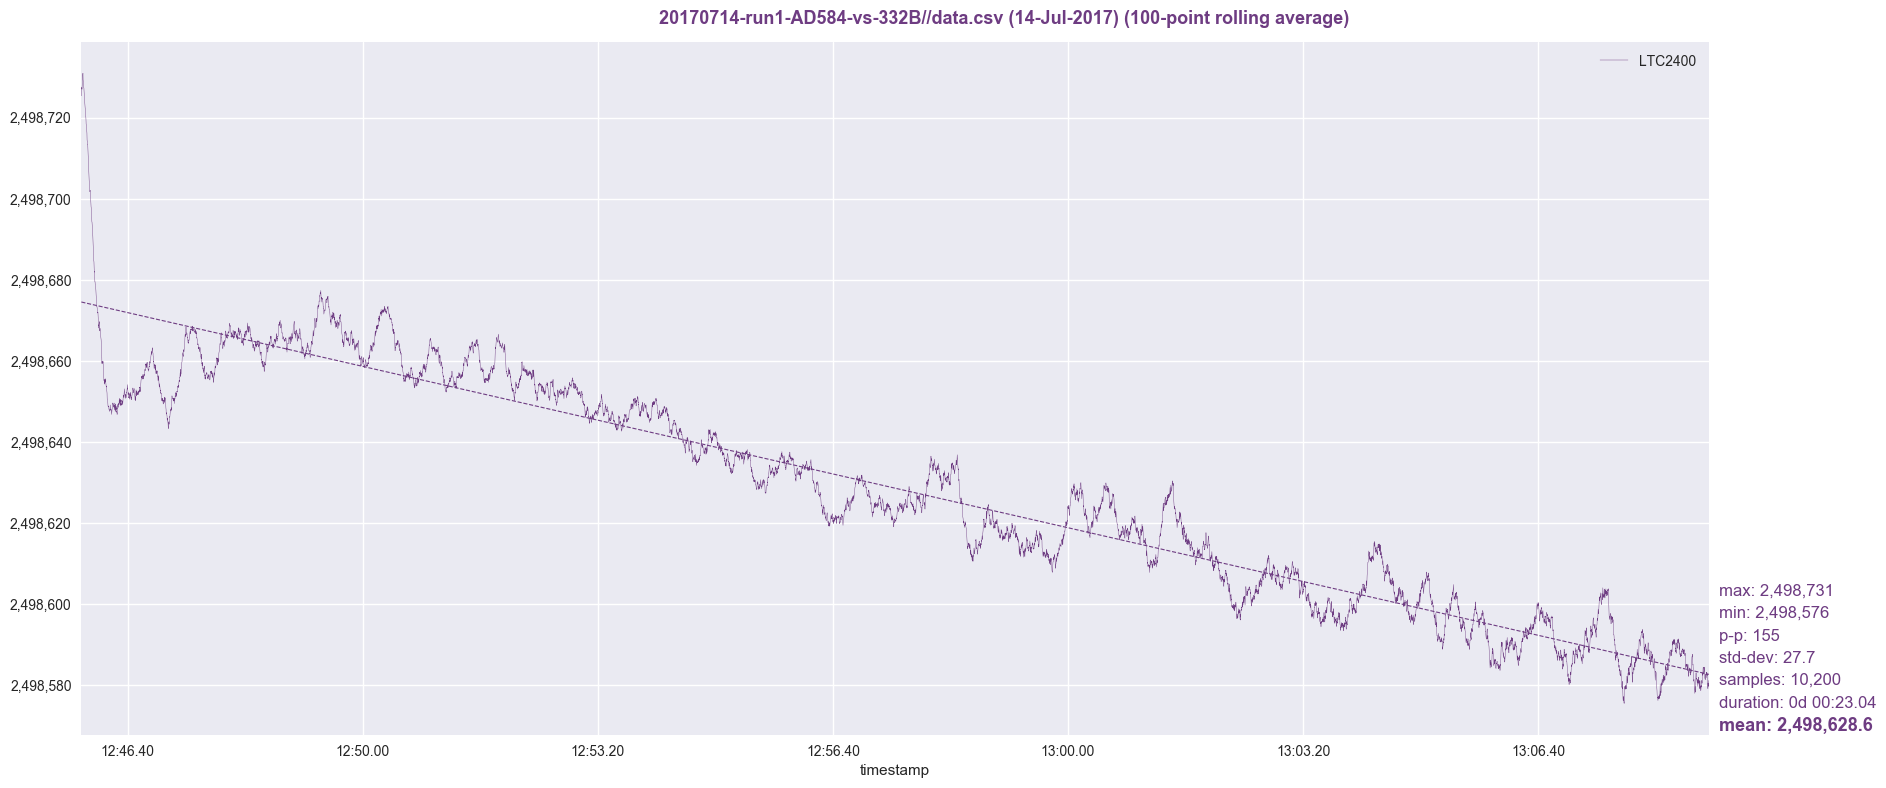 20170714-run1-AD584-vs-332B//data.csv (14-Jul-2017) (100-point rolling average)
LTC2400
2,498,720
2,498,700
2,498,680
2,498,660
2,498,640
2,498,620
2,498,600
2,498,580
max: 2,498,731
min: 2,498,576
p-p: 155
std-dev: 27.7
samples: 10,200
duration: 0d 00:23.04
mean: 2,498,628.6
12:46.40 12:50.00 12:53.20 12:56.40 13:00.00 13:03.20 13:06.40
timestamp